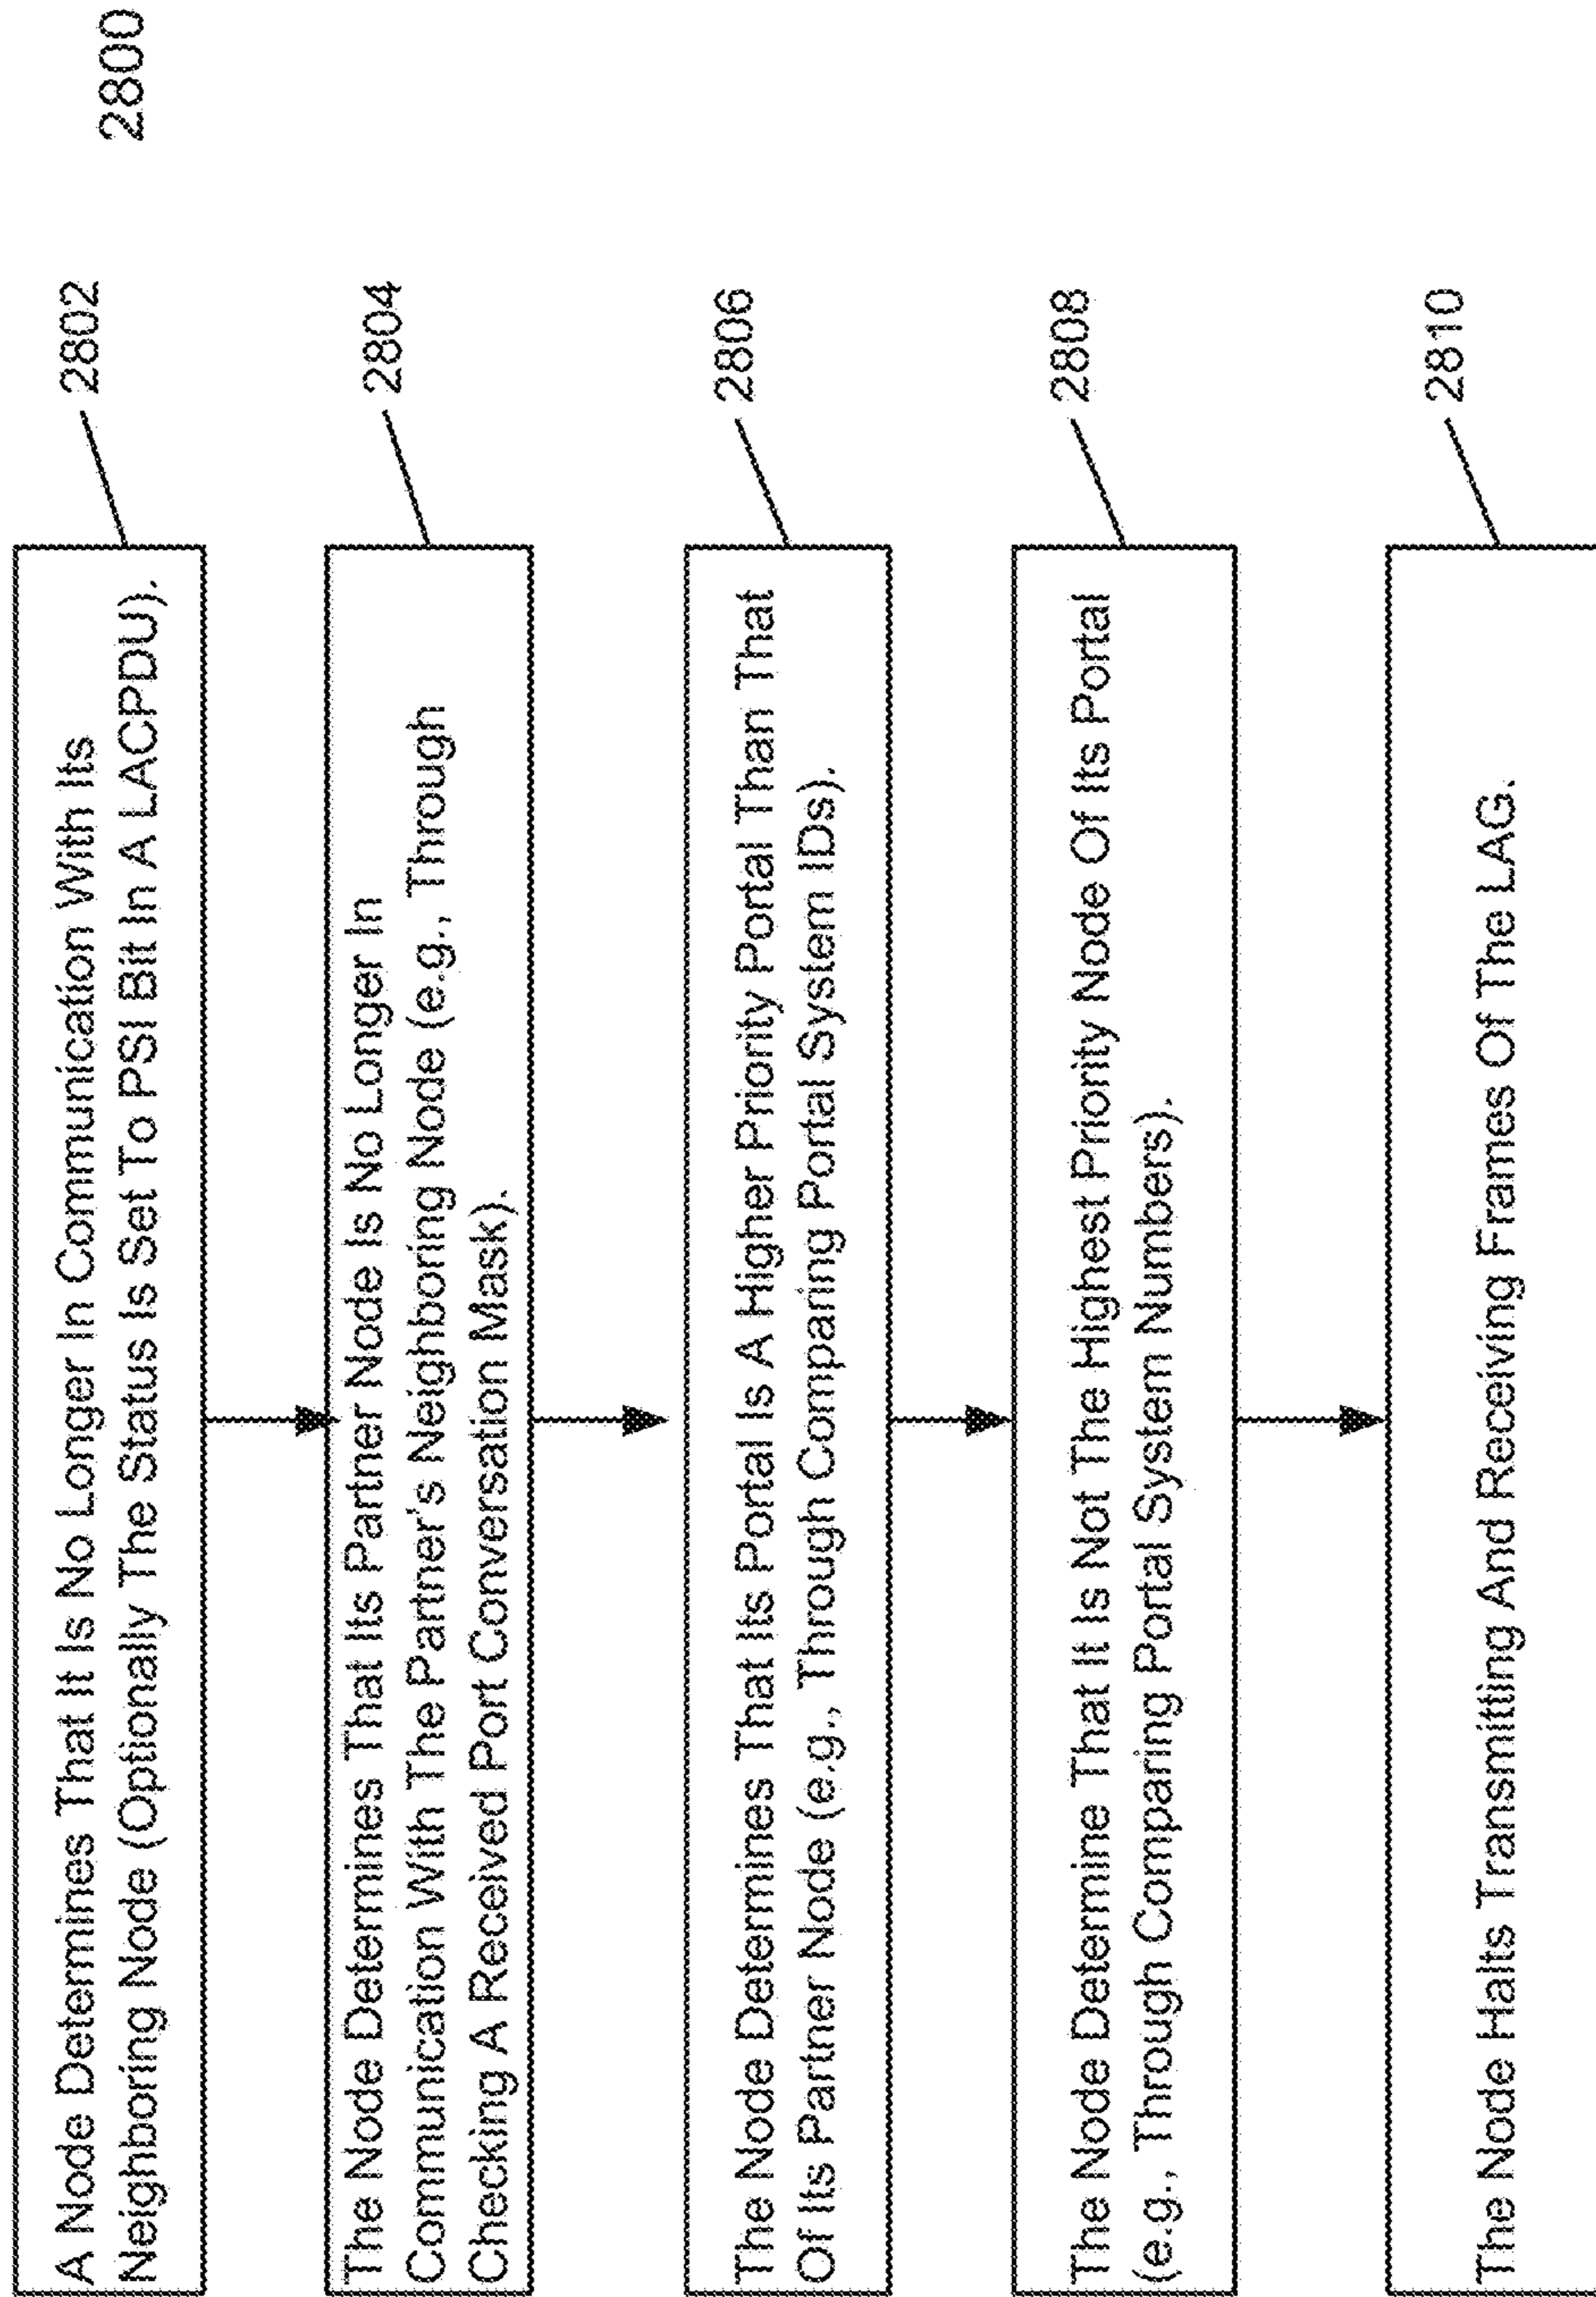 2800
A Node Determines That It Is No Longer In Communication With Its
Neighboring Node (Optionally The Status Is Set To PSI Bit In A LACPDU).
2802
The Node Determines That Its Partner Node Is No Longer In
Communication With The Partner's Neighboring Node (e.g., Through
Checking A Received Port Conversation Mask).
2804
The Node Determines That Its Portal Is A Higher Priority Portal Than That
Of Its Partner Node (e.g., Through Comparing Portal System IDs).
2806
The Node Determine That It Is Not The Highest Priority Node Of Its Portal
(e.g., Through Comparing Portal System Numbers).
2808
The Node Halts Transmitting And Receiving Frames Of The LAG.
2810